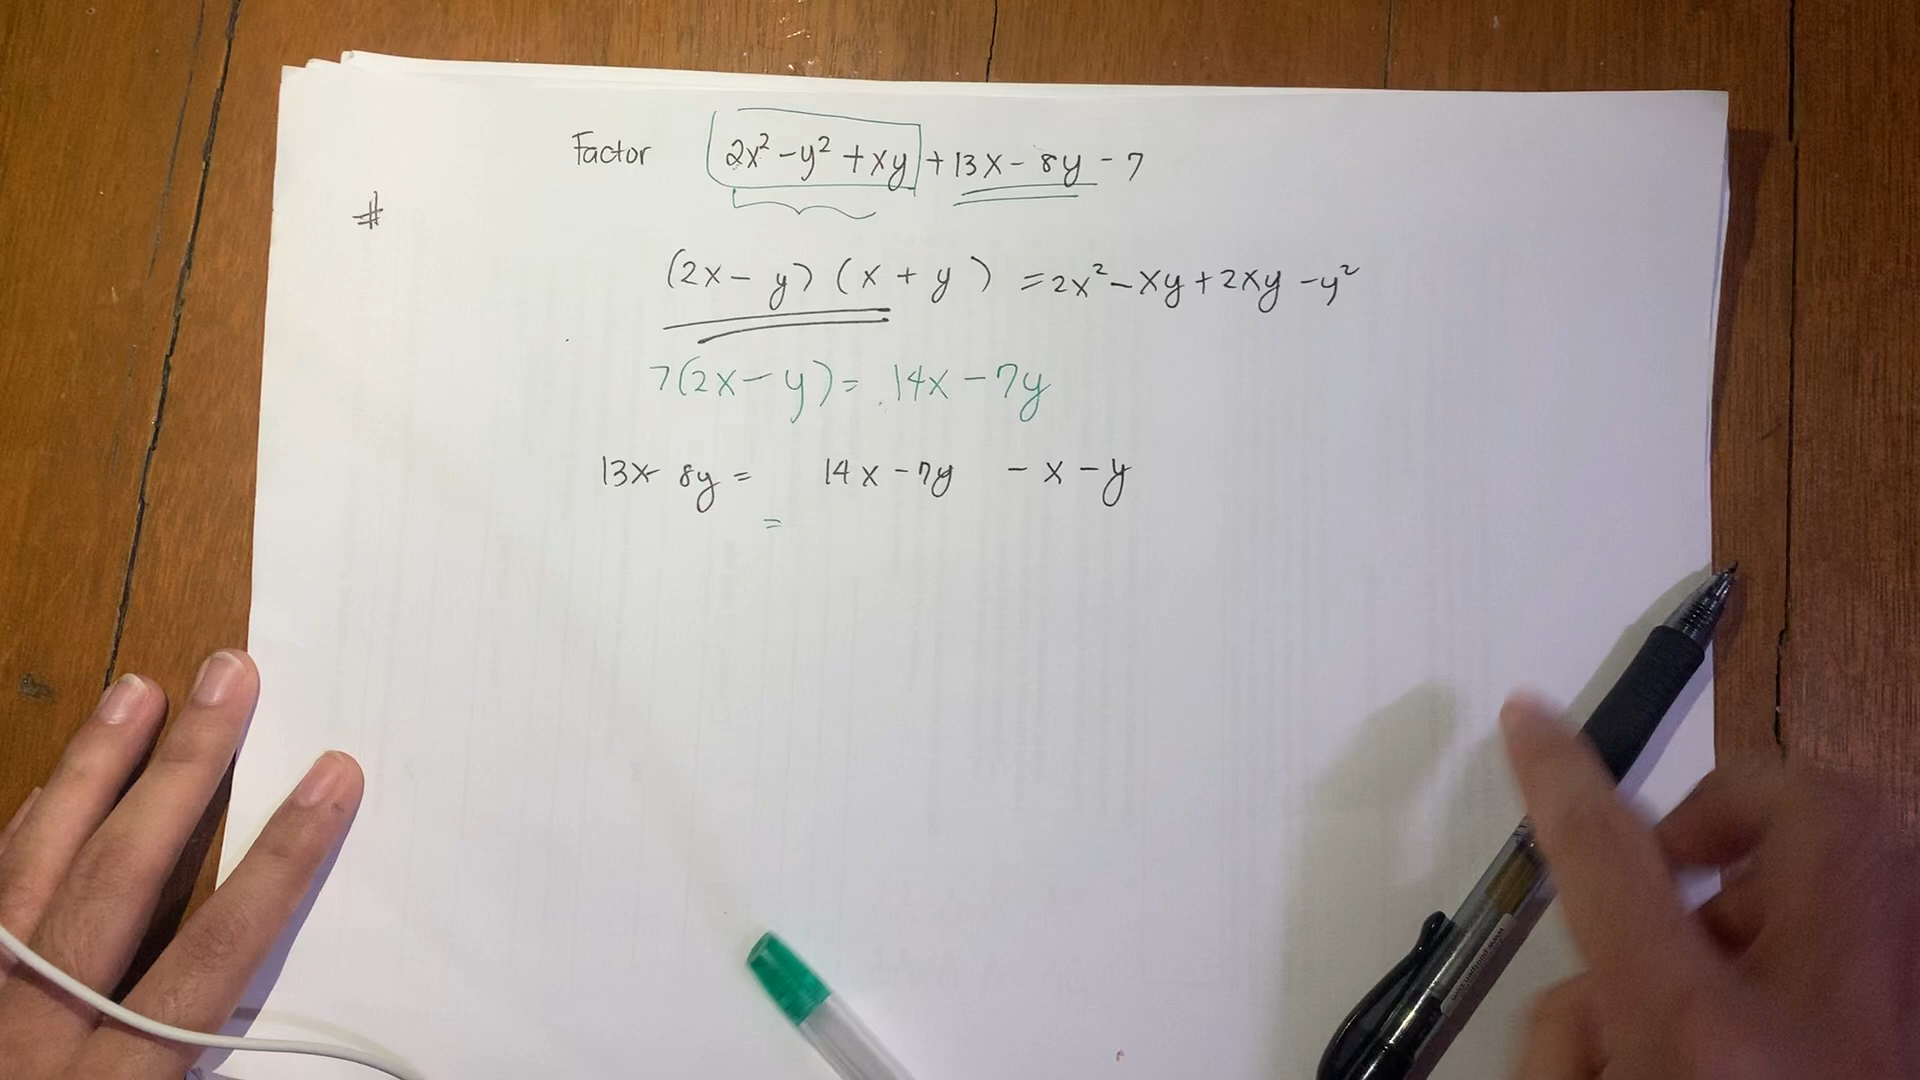 Factor 2x² - y² + xy + 13x - 8y - 7
#
(2x - y) (x + y) = 2x² - xy + 2xy - y²
7(2x - y) = 14x - 7y
13x - 8y = 14x - 7y - x - y
=